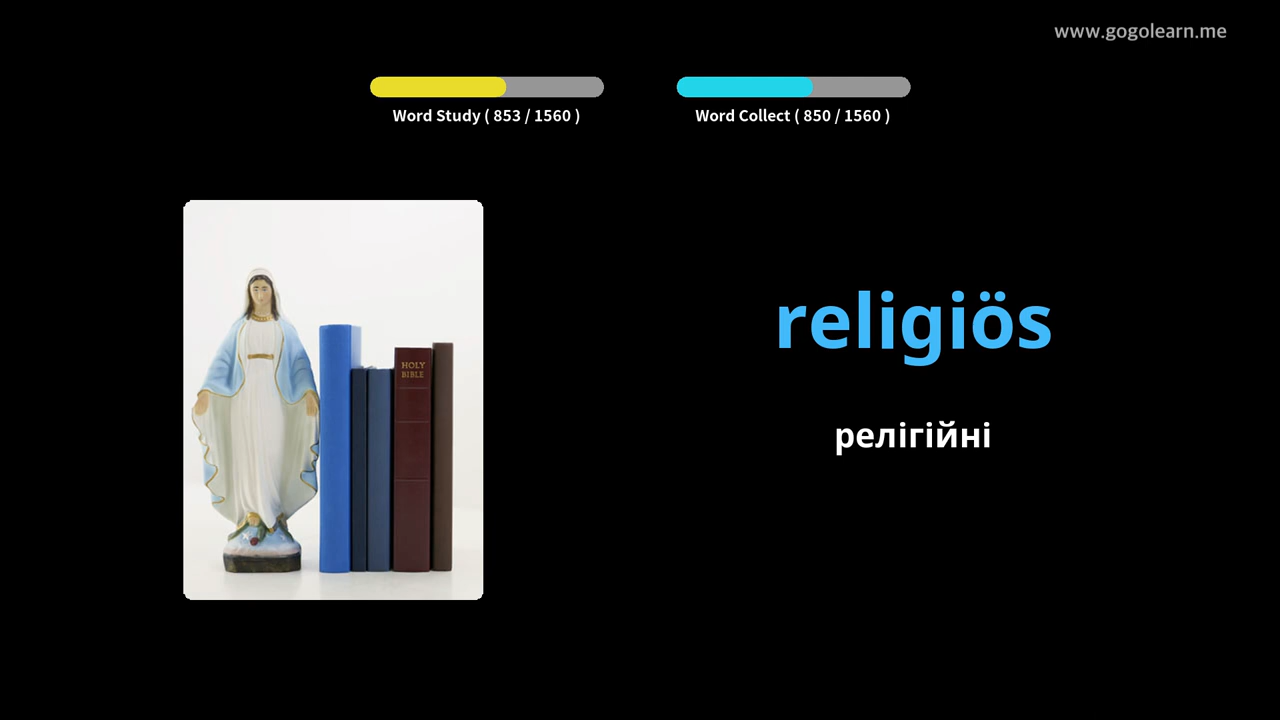 www.gogolearn.me
Word Study ( 853 / 1560 )
Word Collect ( 850 / 1560 )
HOLY
BIBLE
religiös
релігійні